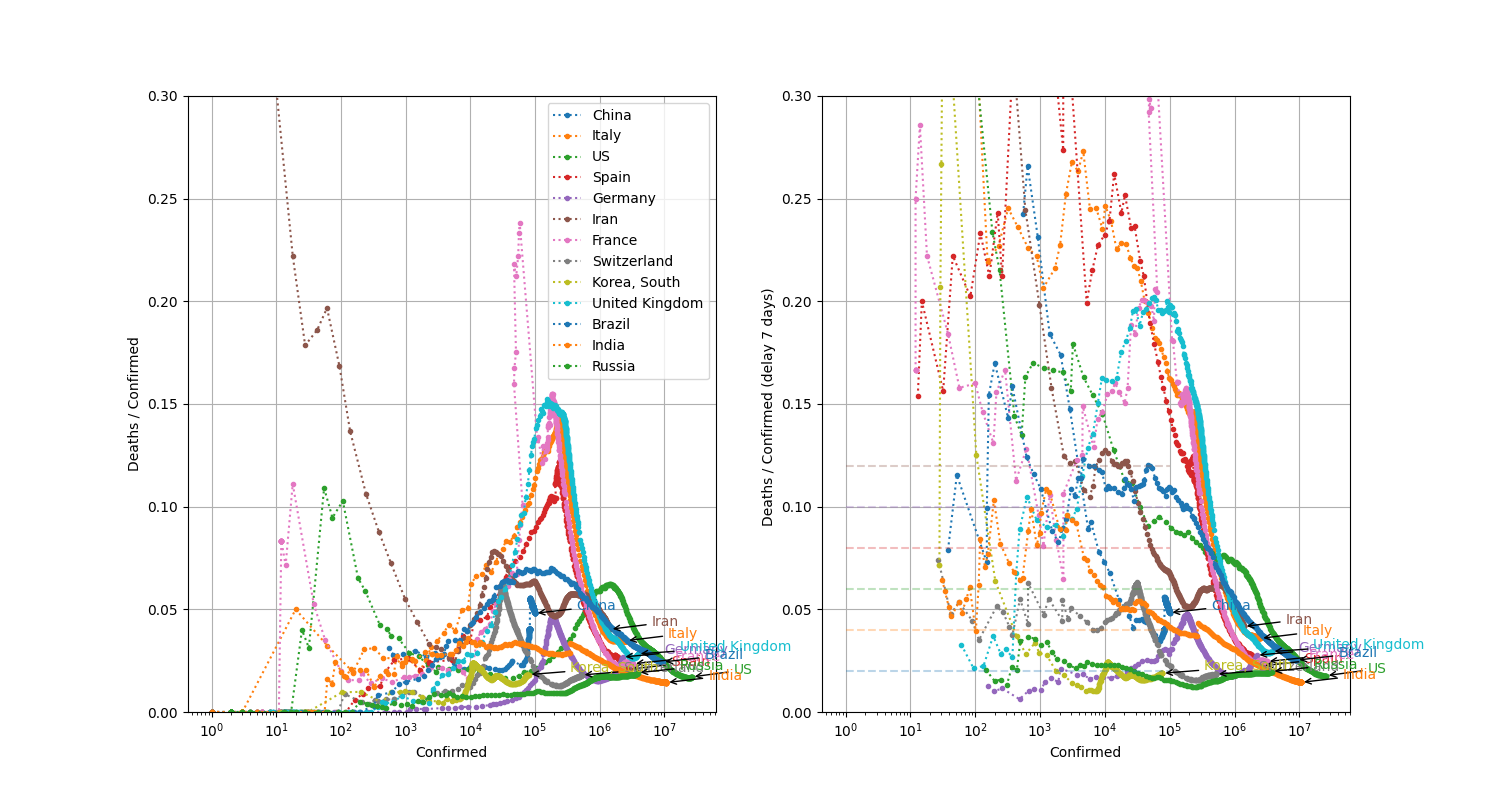 0.30
0.25
0.20
0.15
0.10
0.05
0.00
Deaths / Confirmed
10^0
10^1
10^2
10^3
10^4
10^5
10^6
10^7
Confirmed
China
Italy
US
Spain
Germany
Iran
France
Switzerland
Korea, South
United Kingdom
Brazil
India
Russia
China
Iran
Italy
United Kingdom
Brazil
Russia
US
India
0.30
0.25
0.20
0.15
0.10
0.05
0.00
Deaths / Confirmed (delay 7 days)
10^0
10^1
10^2
10^3
10^4
10^5
10^6
10^7
Confirmed
China
Iran
Italy
United Kingdom
Brazil
Russia
US
India